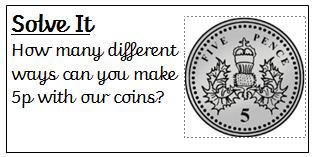 Solve It
How many different
ways can you make
5p with our coins?
FIVE PENCE
5